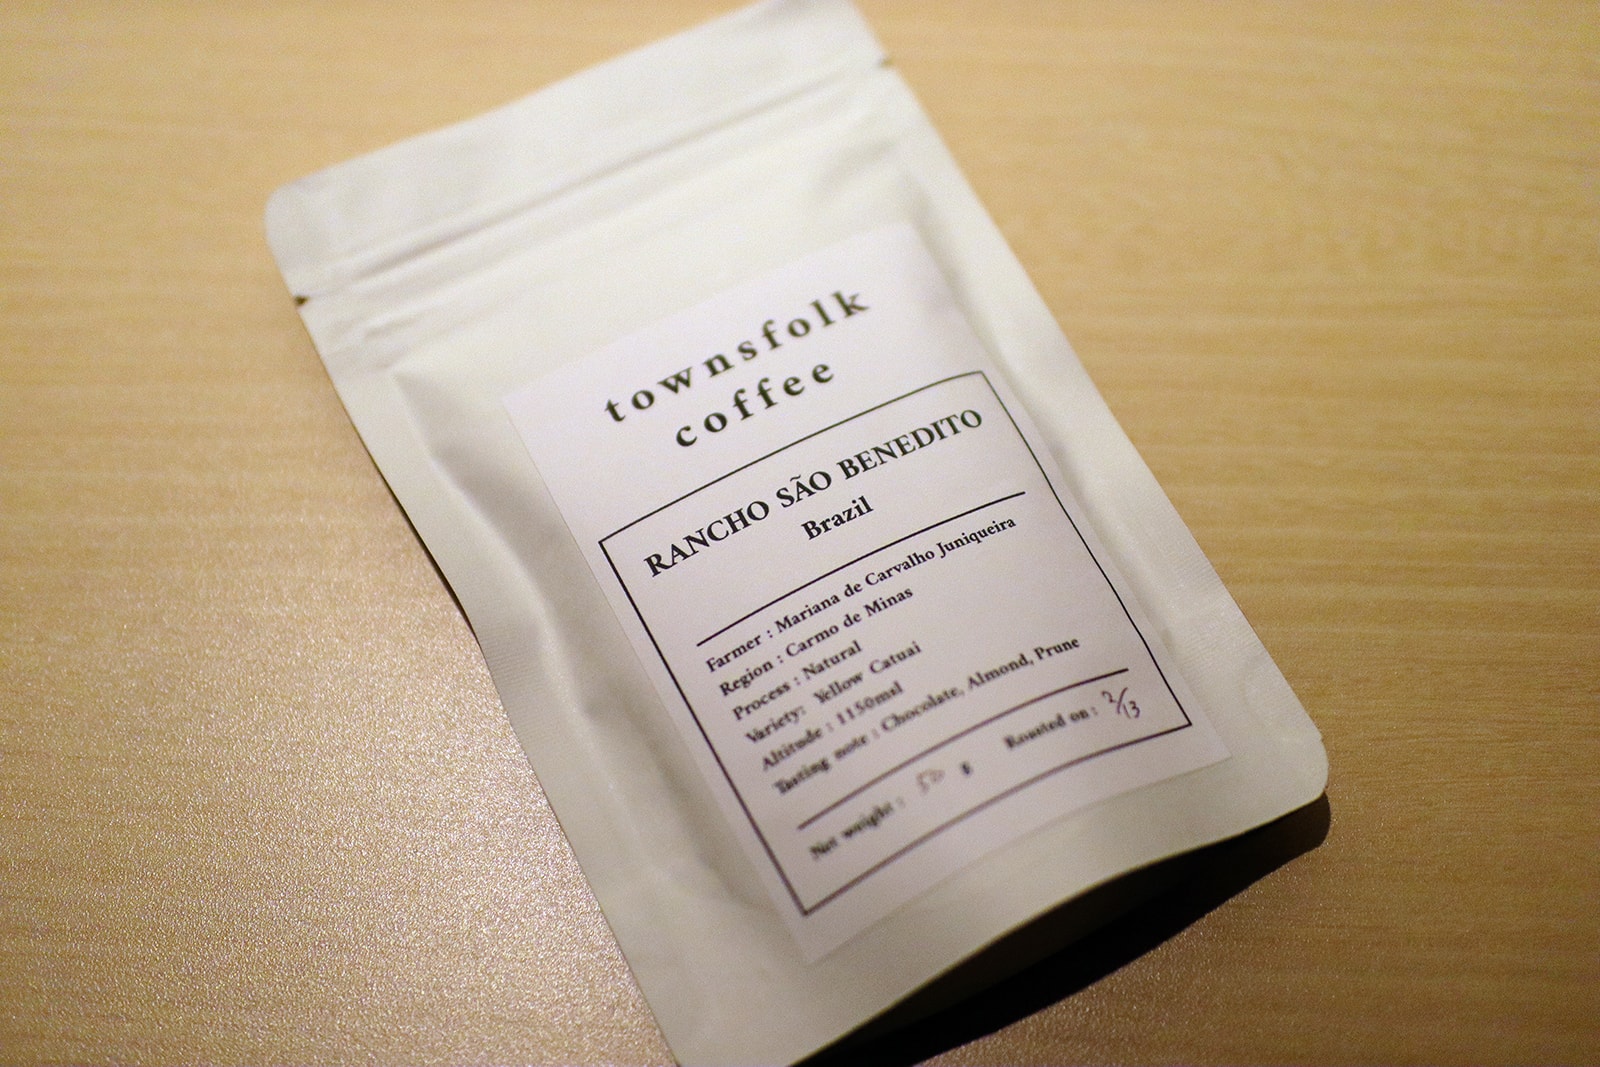 townsfolk
coffee
RANCHO SÃO BENEDITO
Brazil
Farmer : Mariana de Carvalho Juniqueira
Region : Carmo de Minas
Process : Natural
Variety: Yellow Catuai
Altitude : 1150msl
Tasting note : Chocolate, Almond, Prune
Net weight : 50 g Roasted on : 2/13